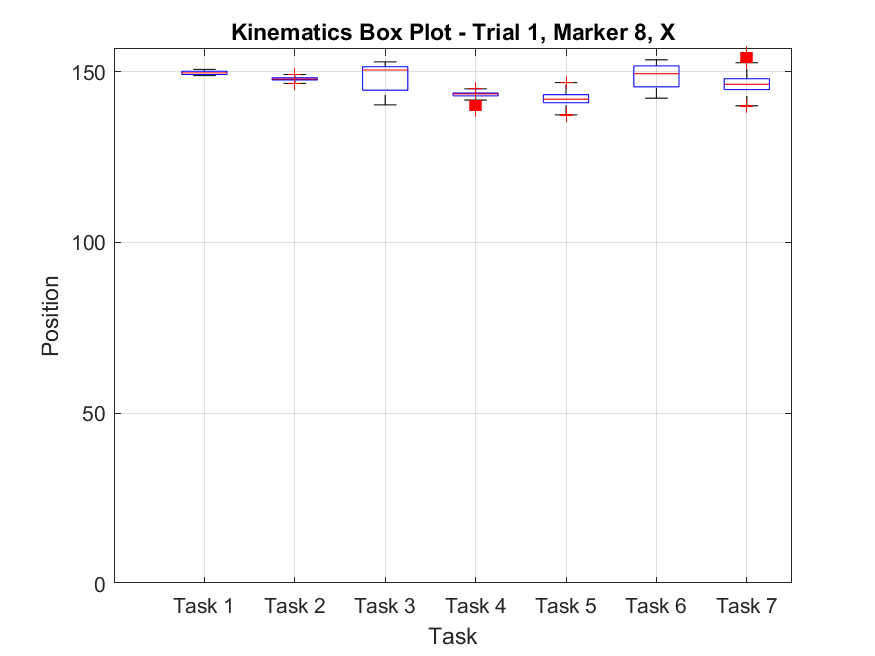 Kinematics Box Plot - Trial 1, Marker 8, X
150
100
50
0
Position
Task 1 Task 2 Task 3 Task 4 Task 5 Task 6 Task 7
Task